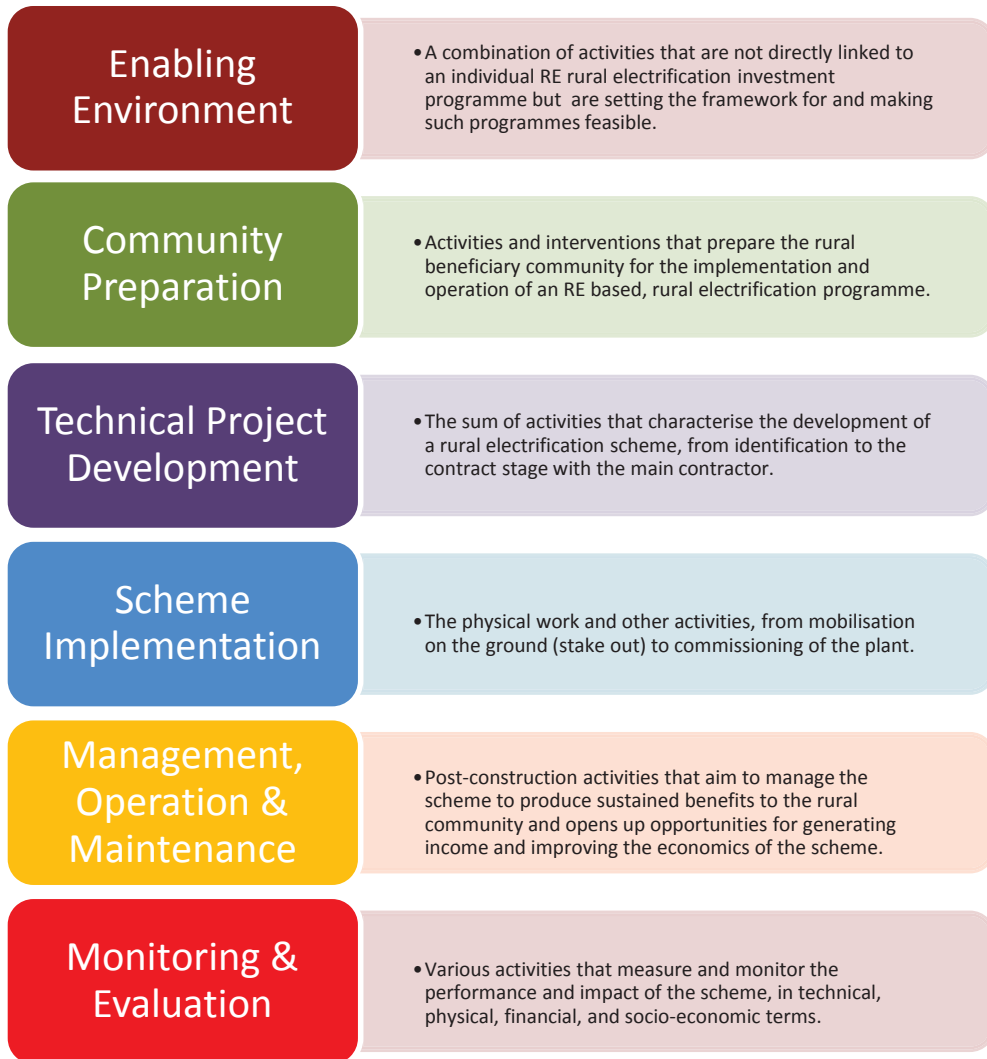 Enabling
Environment
•A combination of activities that are not directly linked to
an individual RE rural electrification investment
programme but are setting the framework for and making
such programmes feasible.
Community
Preparation
•Activities and interventions that prepare the rural
beneficiary community for the implementation and
operation of an RE based, rural electrification programme.
Technical Project
Development
•The sum of activities that characterise the development of
a rural electrification scheme, from identification to the
contract stage with the main contractor.
Scheme
Implementation
•The physical work and other activities, from mobilisation
on the ground (stake out) to commissioning of the plant.
Management,
Operation &
Maintenance
•Post-construction activities that aim to manage the
scheme to produce sustained benefits to the rural
community and opens up opportunities for generating
income and improving the economics of the scheme.
Monitoring &
Evaluation
•Various activities that measure and monitor the
performance and impact of the scheme, in technical,
physical, financial, and socio-economic terms.